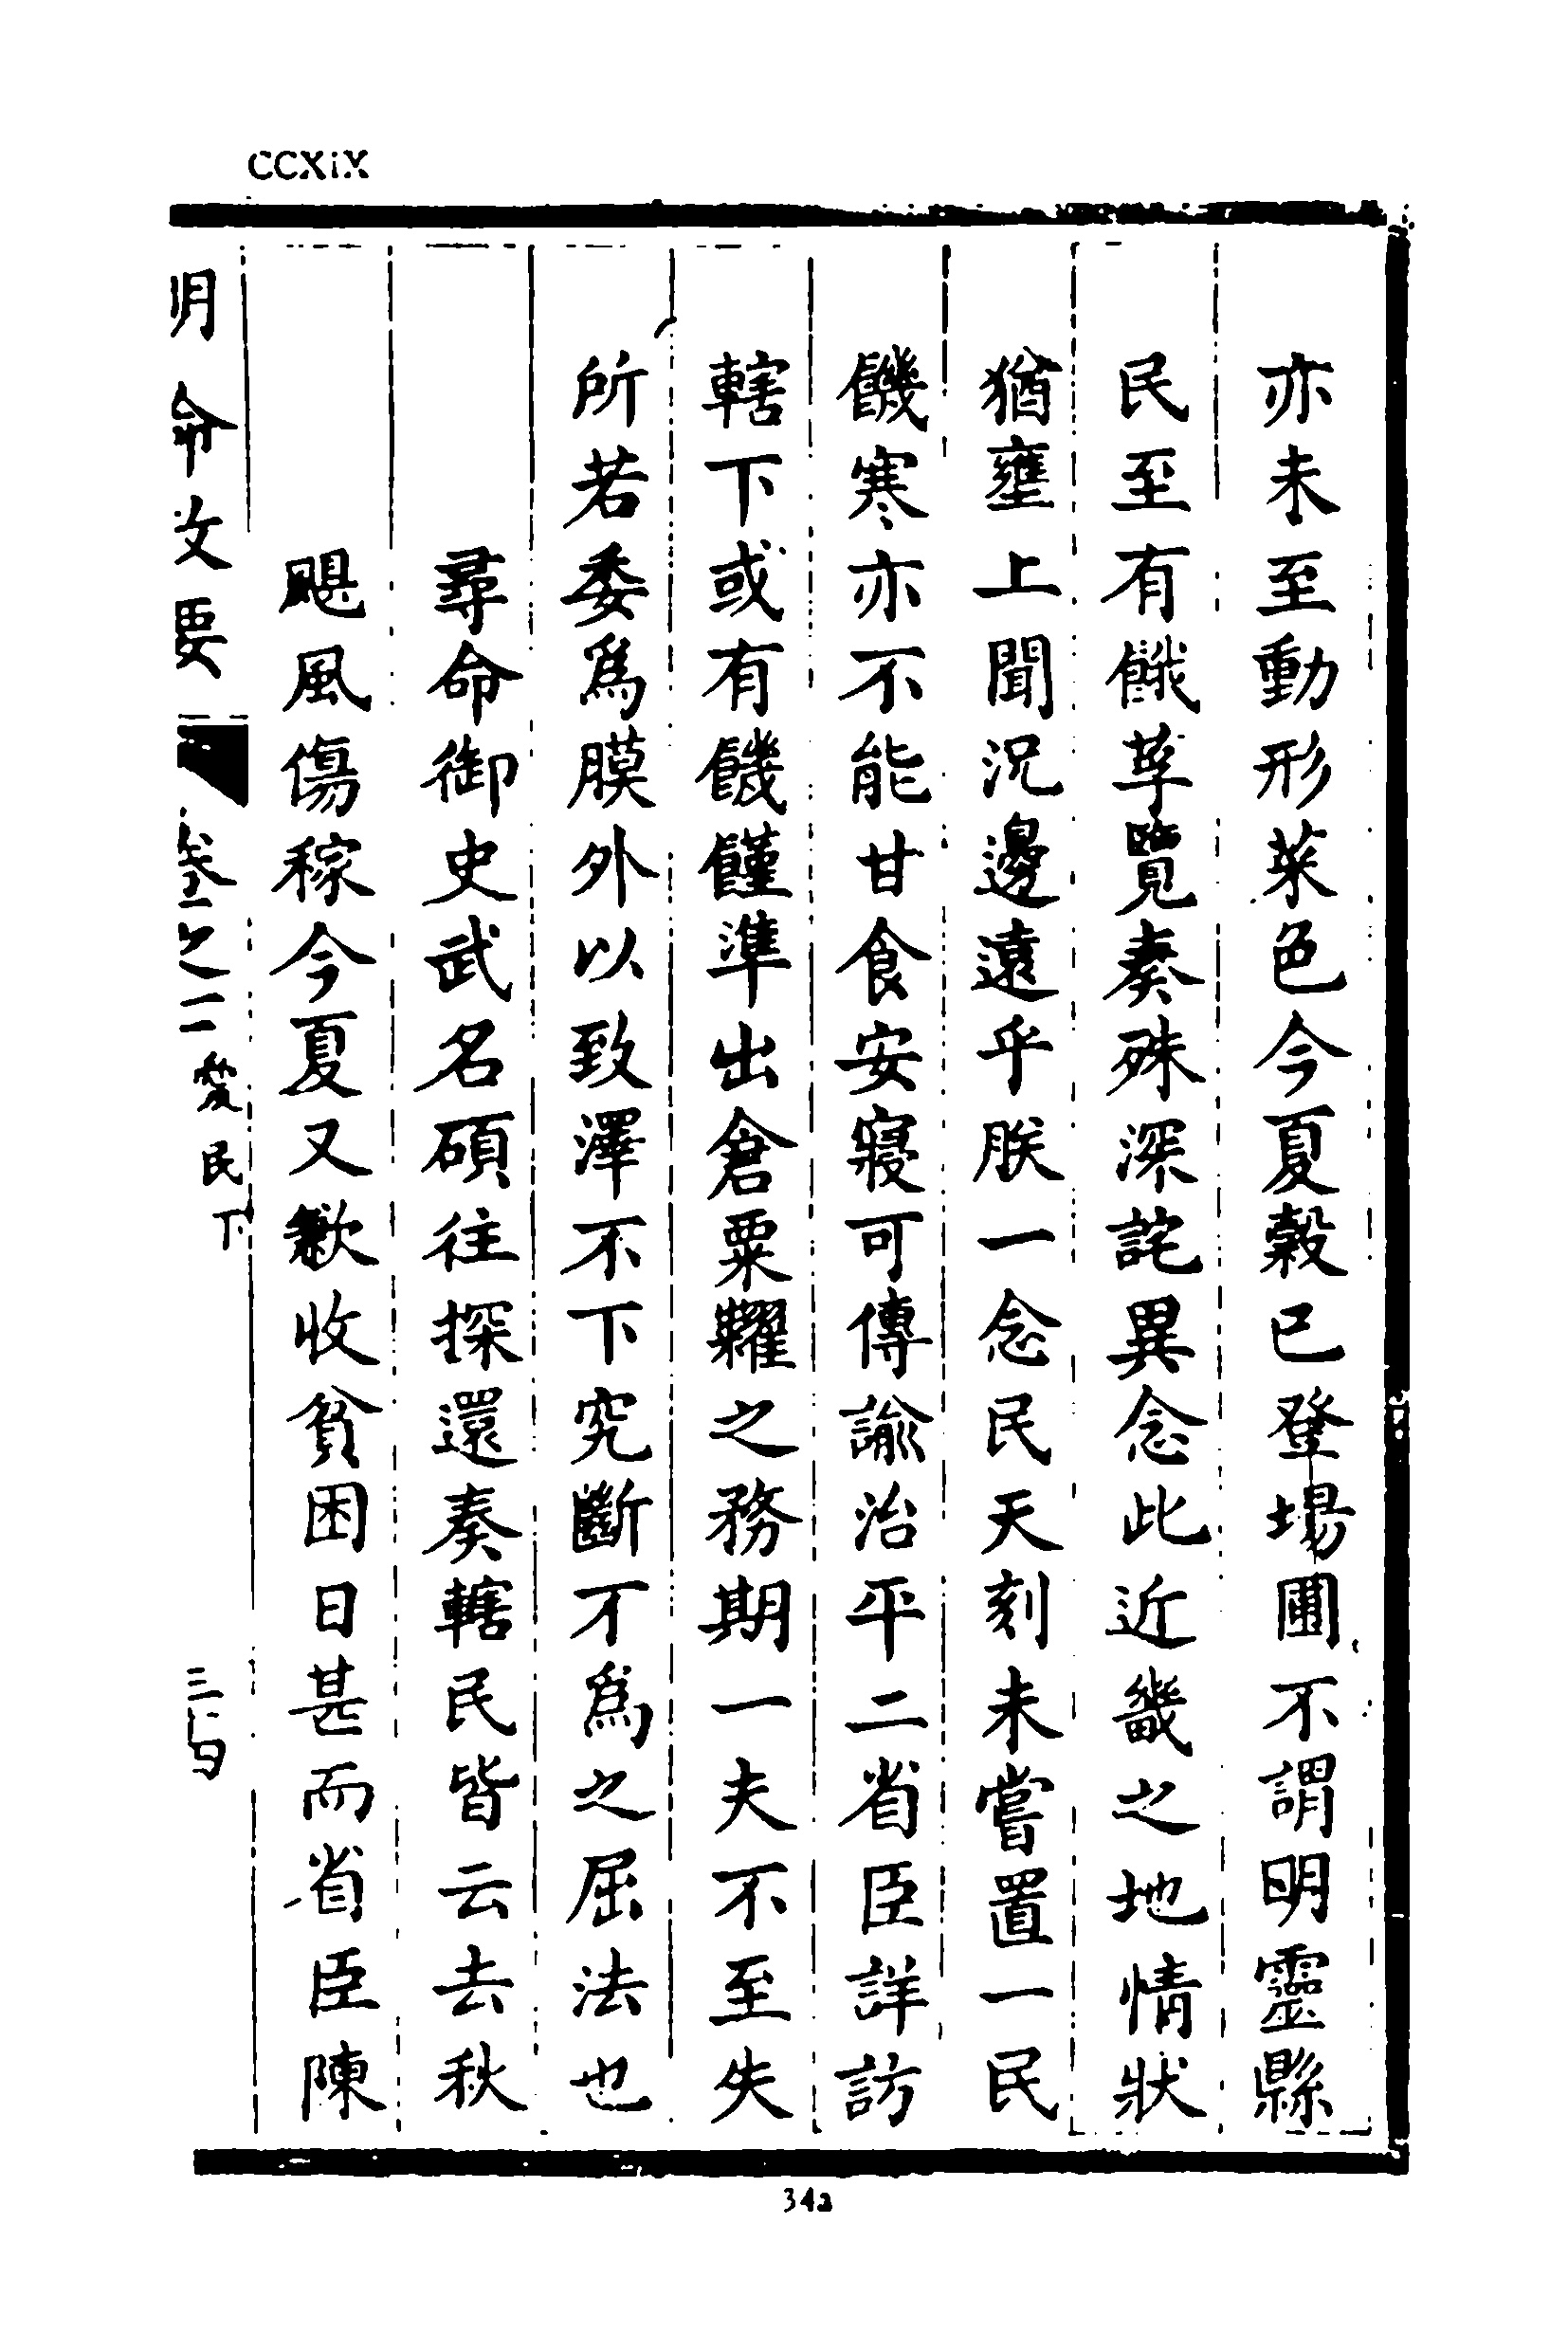 CCXiX
亦未至動形菜色今夏穀已登場圃不謂明靈縣
民至有餓莩覽奏殊深詫異念此近畿之地情狀
猶壅上聞況邊遠乎朕一念民天刻未嘗置一民
饑寒亦不能甘食安寢可傳諭治平二省臣詳訪
轄下或有饑饉準出倉粟糶之務期一夫不至失
所若委爲膜外以致澤不下究斷不爲之屈法也
尋命御史武名碩往探還奏轄民皆云去秋
颶風傷稼今夏又歉收貧困日甚而省臣陳
明命文要 卷之二 愛民下
34a